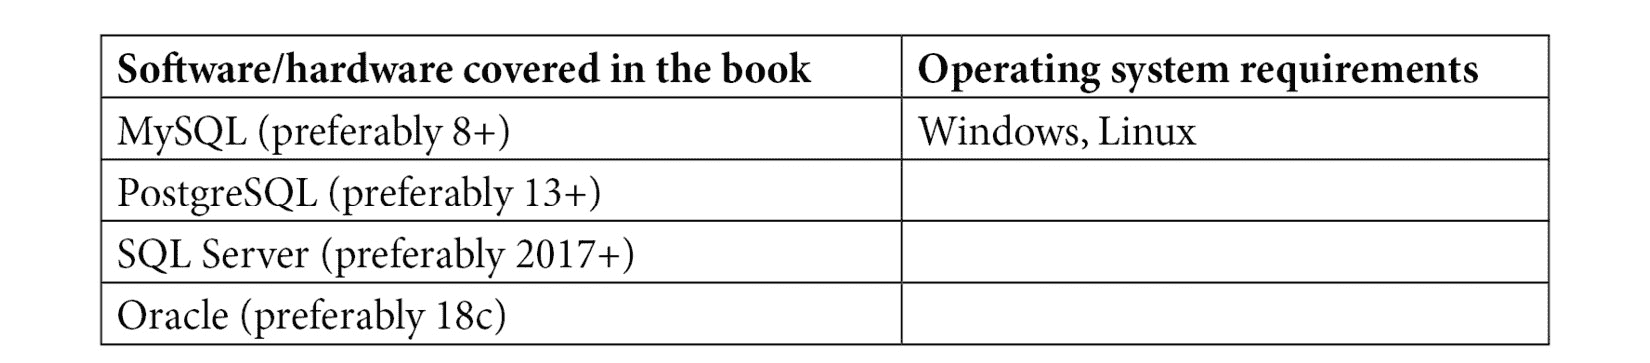 Software/hardware covered in the book Operating system requirements
MySQL (preferably 8+) Windows, Linux
PostgreSQL (preferably 13+)
SQL Server (preferably 2017+)
Oracle (preferably 18c)